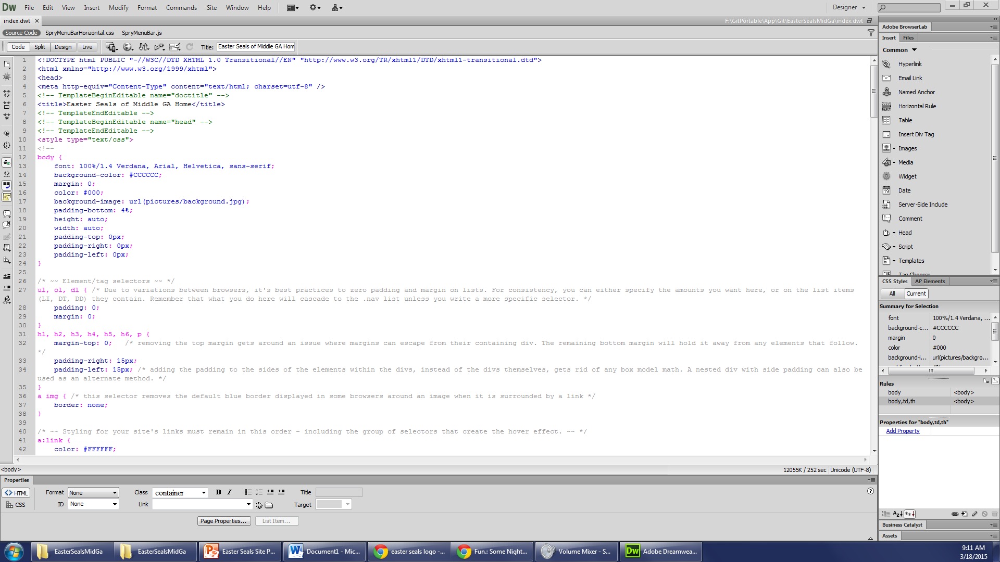 Dw File Edit View Insert Modify Format Commands Site Window Help Designer
index.dwt F:\GitPortable\App\Git\EasterSealsMidGa\index.dwt
Source Code SpryMenuBarHorizontal.css SpryMenuBar.js
Code Split Design Live Title: Easter Seals of Middle GA Hom
1 <!DOCTYPE html PUBLIC "-//W3C//DTD XHTML 1.0 Transitional//EN" "http://www.w3.org/TR/xhtml1/DTD/xhtml1-transitional.dtd">
2 <html xmlns="http://www.w3.org/1999/xhtml">
3 <head>
4 <meta http-equiv="Content-Type" content="text/html; charset=utf-8" />
5 <!-- TemplateBeginEditable name="doctitle" -->
6 <title>Easter Seals of Middle GA Home</title>
7 <!-- TemplateEndEditable -->
8 <!-- TemplateBeginEditable name="head" -->
9 <!-- TemplateEndEditable -->
10 <style type="text/css">
11 <!--
12 body {
13 font: 100%/1.4 Verdana, Arial, Helvetica, sans-serif;
14 background-color: #CCCCCC;
15 margin: 0;
16 color: #000;
17 background-image: url(pictures/background.jpg);
18 padding-bottom: 4%;
19 height: auto;
20 width: auto;
21 padding-top: 0px;
22 padding-right: 0px;
23 padding-left: 0px;
24 }
25
26 /* ~~ Element/tag selectors ~~ */
27 ul, ol, dl { /* Due to variations between browsers, it's best practices to zero padding and margin on lists. For consistency, you can either specify the amounts you want here, or on the list items
(LI, DT, DD) they contain. Remember that what you do here will cascade to the .nav list unless you write a more specific selector. */
28 padding: 0;
29 margin: 0;
30 }
31 h1, h2, h3, h4, h5, h6, p {
32 margin-top: 0; /* removing the top margin gets around an issue where margins can escape from their containing div. The remaining bottom margin will hold it away from any elements that follow.
*/
33 padding-right: 15px;
34 padding-left: 15px; /* adding the padding to the sides of the elements within the divs, instead of the divs themselves, gets rid of any box model math. A nested div with side padding can also be
used as an alternate method. */
35 }
36 a img { /* this selector removes the default blue border displayed in some browsers around an image when it is surrounded by a link */
37 border: none;
38 }
39
40 /* ~~ Styling for your site's links must remain in this order - including the group of selectors that create the hover effect. ~~ */
41 a:link {
42 color: #FFFFFF;
<body> 12055K / 252 sec Unicode (UTF-8)
Properties
<> HTML Format None Class container B I Title
CSS ID None Link Target
Page Properties... List Item...
Adobe BrowserLab
Insert Files
Common
Hyperlink
Email Link
Named Anchor
Horizontal Rule
Table
Insert Div Tag
Images
Media
Widget
Date
Server-Side Include
Comment
Head
Script
Templates
Tag Chooser
CSS Styles AP Elements
All Current
Summary for Selection
font 100%/1.4 Verdana, ...
background-c... #CCCCCC
margin 0
color #000
background-i... url(pictures/backgro...
Rules
body <body>
body,td,th <body>
Properties for "body,td,th"
Add Property
Business Catalyst
Assets
EasterSealsMidGa EasterSealsMidGa Easter Seals Site P... Document1 - Mic... easter seals logo -... Fun.: Some Night... Volume Mixer - S... Dw Adobe Dreamwea... 9:11 AM
3/18/2015